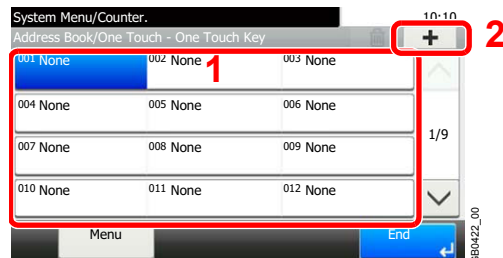 System Menu/Counter. 10:10
Address Book/One Touch - One Touch Key + 2
001 None 002 None 1 003 None
004 None 005 None 006 None
1/9
007 None 008 None 009 None
010 None 011 None 012 None
Menu End